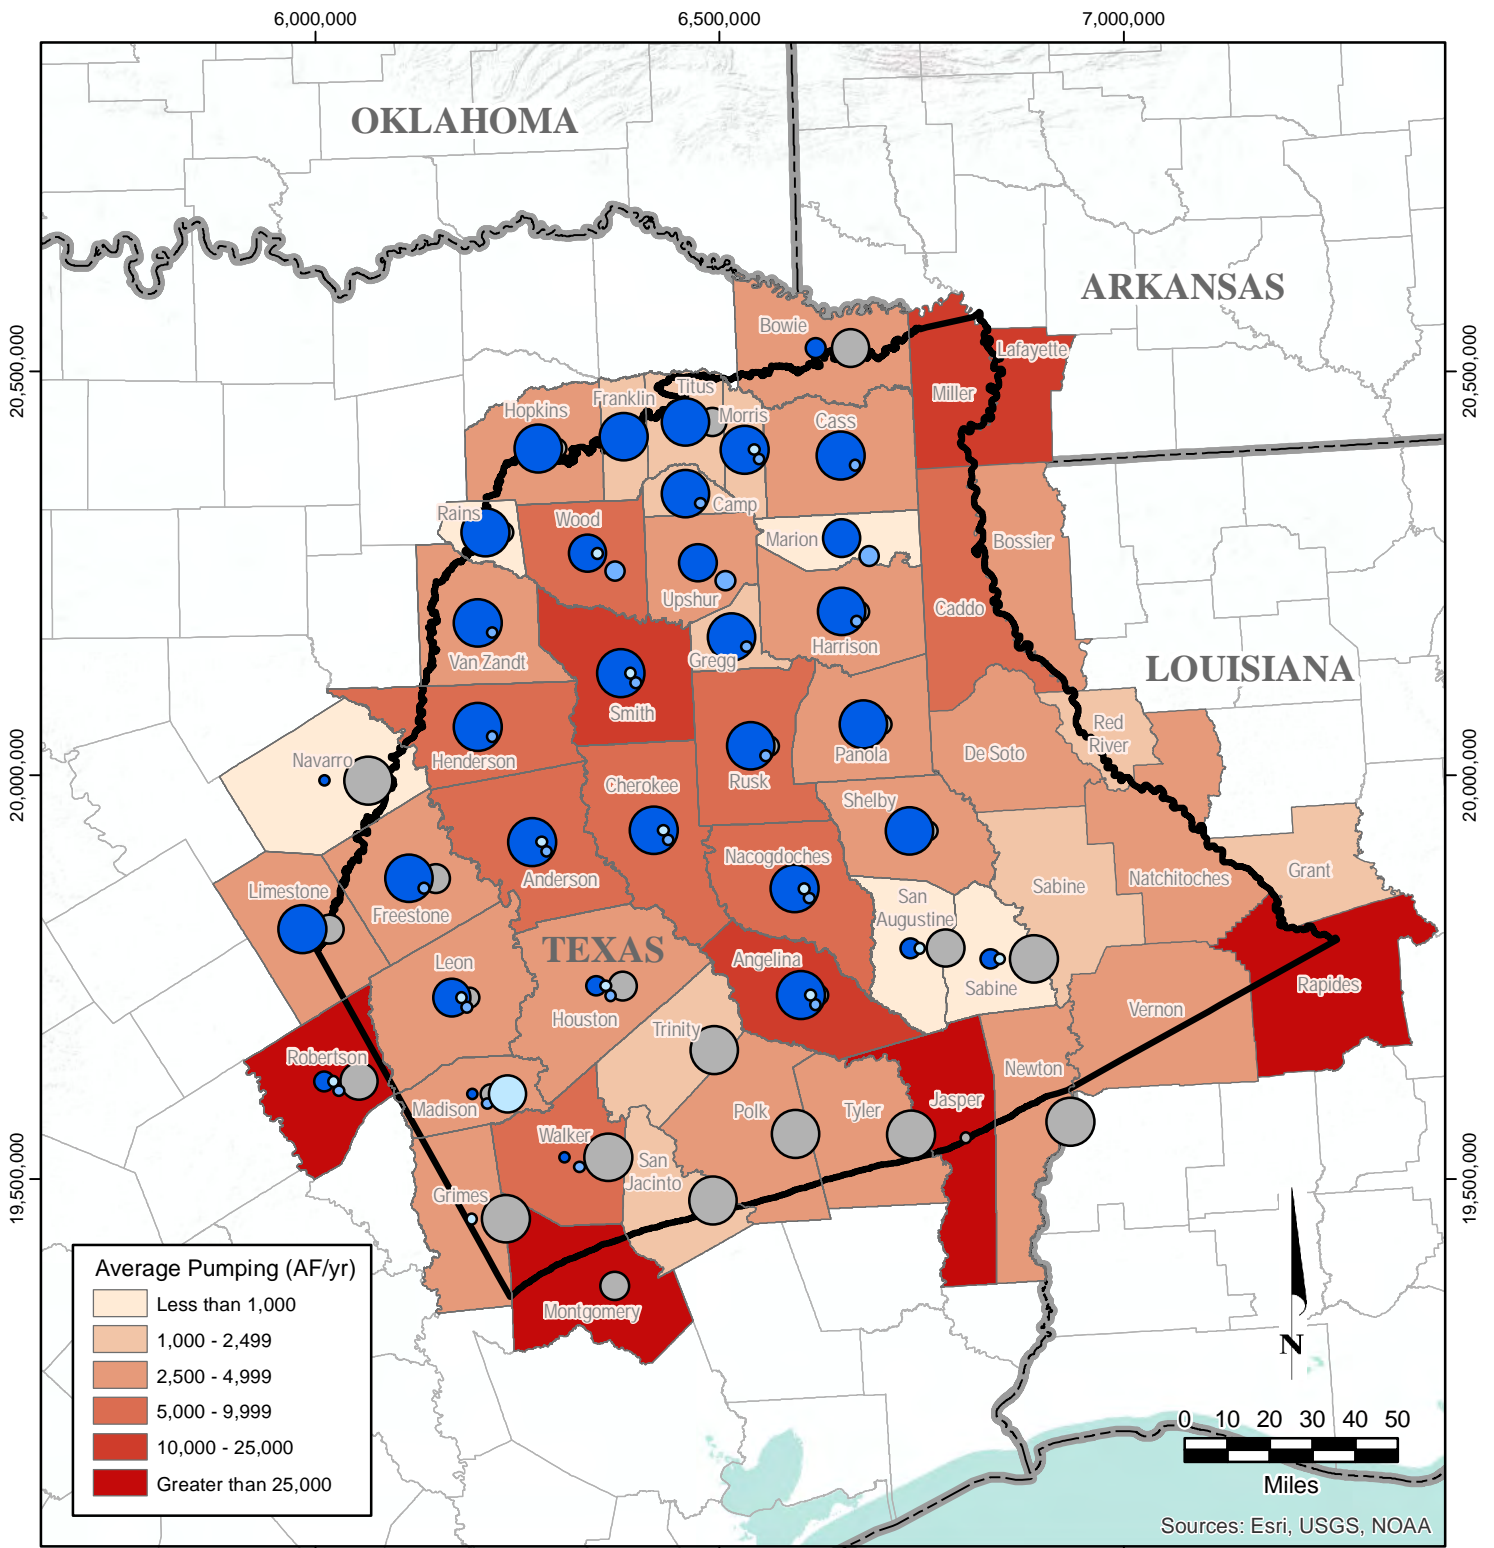 6,000,000
6,500,000
7,000,000
OKLAHOMA
ARKANSAS
Bowie
20,500,000
20,500,000
Lafayette
Titus
Franklin
Miller
Hopkins
Morris
Cass
Camp
Rains
Wood
Marion
Bossier
Upshur
Caddo
Harrison
Van Zandt
Gregg
LOUISIANA
Smith
Red
River
Henderson
Panola
De Soto
Navarro
Rusk
20,000,000
20,000,000
Cherokee
Shelby
Nacogdoches
Anderson
Limestone
Freestone
San
Augustine
Sabine
Natchitoches
Grant
TEXAS
Leon
Angelina
Sabine
Rapides
Houston
Trinity
Vernon
Robertson
Newton
Madison
Polk
Tyler
Jasper
Walker
San
Jacinto
Grimes
19,500,000
19,500,000
Montgomery
Average Pumping (AF/yr)
Less than 1,000
1,000 - 2,499
2,500 - 4,999
5,000 - 9,999
10,000 - 25,000
Greater than 25,000
N
0 10 20 30 40 50
Miles
Sources: Esri, USGS, NOAA